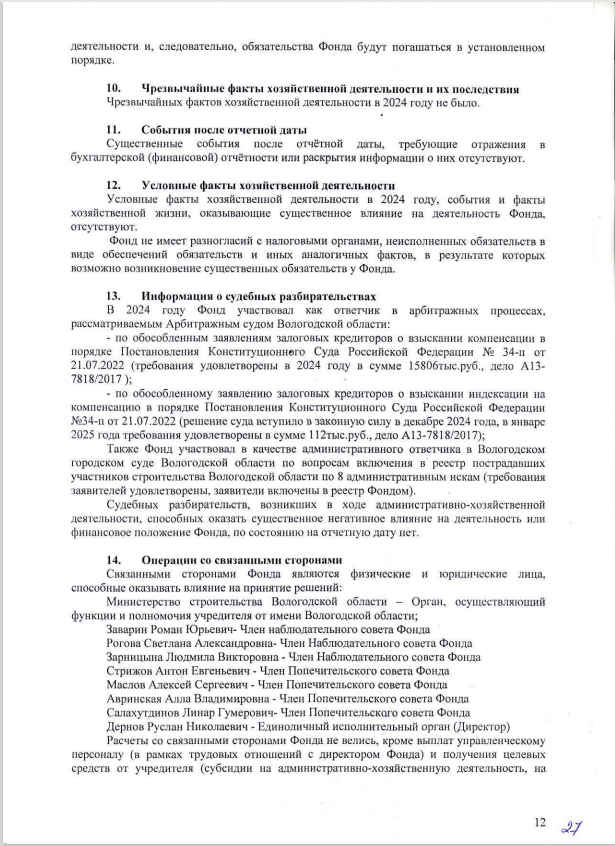 деятельности и, следовательно, обязательства Фонда будут погашаться в установленном
порядке.
10. Чрезвычайные факты хозяйственной деятельности и их последствия
Чрезвычайных фактов хозяйственной деятельности в 2024 году не было.
11. События после отчетной даты
Существенные события после отчётной даты, требующие отражения в
бухгалтерской (финансовой) отчётности или раскрытия информации о них отсутствуют.
12. Условные факты хозяйственной деятельности
Условные факты хозяйственной деятельности в 2024 году, события и факты
хозяйственной жизни, оказывающие существенное влияние на деятельность Фонда,
отсутствуют.
Фонд не имеет разногласий с налоговыми органами, неисполненных обязательств в
виде обеспечений обязательств и иных аналогичных фактов, в результате которых
возможно возникновение существенных обязательств у Фонда.
13. Информация о судебных разбирательствах
В 2024 году Фонд участвовал как ответчик в арбитражных процессах,
рассматриваемым Арбитражным судом Вологодской области:
- по обособленным заявлениям залоговых кредиторов о взыскании компенсации в
порядке Постановления Конституционного Суда Российской Федерации № 34-п от
21.07.2022 (требования удовлетворены в 2024 году в сумме 15806тыс.руб., дело А13-
7818/2017 );
- по обособленному заявлению залоговых кредиторов о взыскании индексации на
компенсацию в порядке Постановления Конституционного Суда Российской Федерации
№34-п от 21.07.2022 (решение суда вступило в законную силу в декабре 2024 года, в январе
2025 года требования удовлетворены в сумме 112тыс.руб., дело А13-7818/2017);
Также Фонд участвовал в качестве административного ответчика в Вологодском
городском суде Вологодской области по вопросам включения в реестр пострадавших
участников строительства Вологодской области по 8 административным искам (требования
заявителей удовлетворены, заявители включены в реестр Фондом).
Судебных разбирательств, возникших в ходе административно-хозяйственной
деятельности, способных оказать существенное негативное влияние на деятельность или
финансовое положение Фонда, по состоянию на отчетную дату нет.
14. Операции со связанными сторонами
Связанными сторонами Фонда являются физические и юридические лица,
способные оказывать влияние на принятие решений:
Министерство строительства Вологодской области – Орган, осуществляющий
функции и полномочия учредителя от имени Вологодской области;
Заварин Роман Юрьевич- Член наблюдательного совета Фонда
Рогова Светлана Александровна- Член Наблюдательного совета Фонда
Зарницына Людмила Викторовна - Член Наблюдательного совета Фонда
Стрижов Антон Евгеньевич - Член Попечительского совета Фонда
Маслов Алексей Сергеевич - Член Попечительского совета Фонда
Авринская Алла Владимировна - Член Попечительского совета Фонда
Салахутдинов Линар Гумерович- Член Попечительского совета Фонда
Дернов Руслан Николаевич - Единоличный исполнительный орган (Директор)
Расчеты со связанными сторонами Фонда не велись, кроме выплат управленческому
персоналу (в рамках трудовых отношений с директором Фонда) и получения целевых
средств от учредителя (субсидии на административно-хозяйственную деятельность, на
12
27